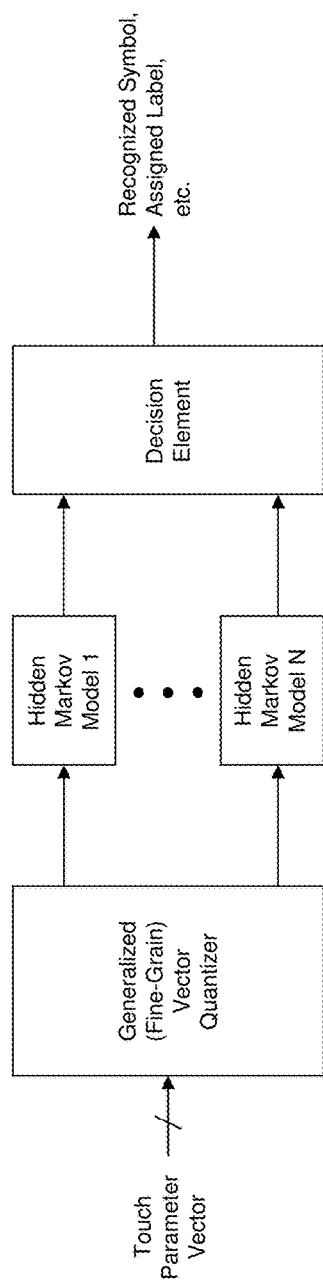 Touch
Parameter
Vector
Generalized
(Fine-Grain)
Vector
Quantizer
Hidden
Markov
Model 1
Hidden
Markov
Model N
Decision
Element
Recognized Symbol,
Assigned Label,
etc.